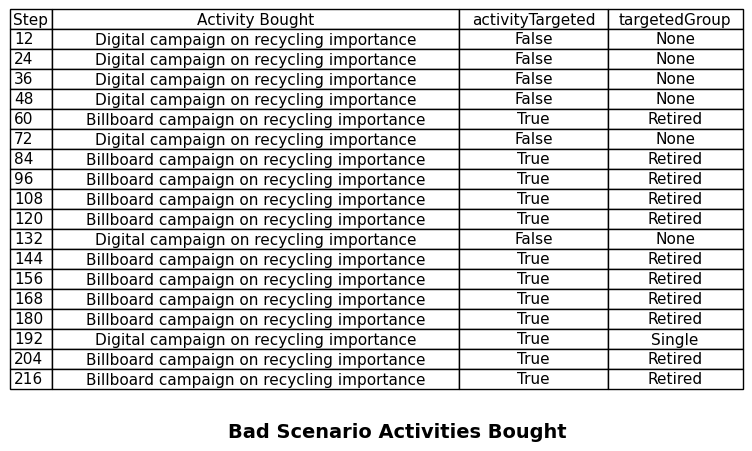 Step Activity Bought activityTargeted targetedGroup
12 Digital campaign on recycling importance False None
24 Digital campaign on recycling importance False None
36 Digital campaign on recycling importance False None
48 Digital campaign on recycling importance False None
60 Billboard campaign on recycling importance True Retired
72 Digital campaign on recycling importance False None
84 Billboard campaign on recycling importance True Retired
96 Billboard campaign on recycling importance True Retired
108 Billboard campaign on recycling importance True Retired
120 Billboard campaign on recycling importance True Retired
132 Digital campaign on recycling importance False None
144 Billboard campaign on recycling importance True Retired
156 Billboard campaign on recycling importance True Retired
168 Billboard campaign on recycling importance True Retired
180 Billboard campaign on recycling importance True Retired
192 Digital campaign on recycling importance True Single
204 Billboard campaign on recycling importance True Retired
216 Billboard campaign on recycling importance True Retired
Bad Scenario Activities Bought